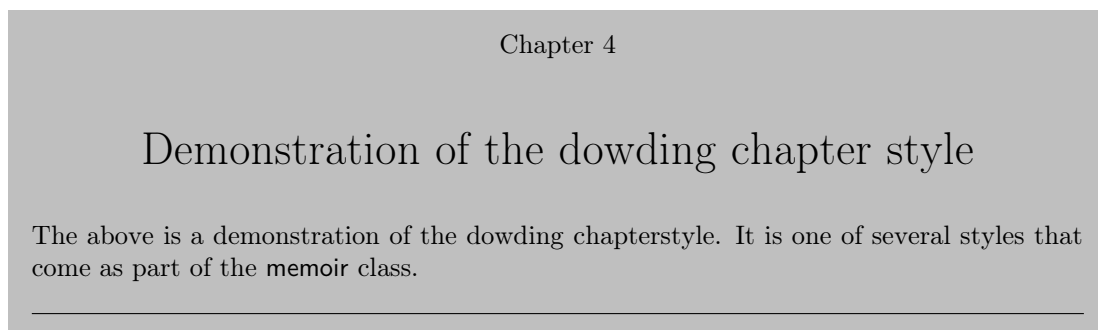 Chapter 4
Demonstration of the dowding chapter style
The above is a demonstration of the dowding chapterstyle. It is one of several styles that
come as part of the memoir class.